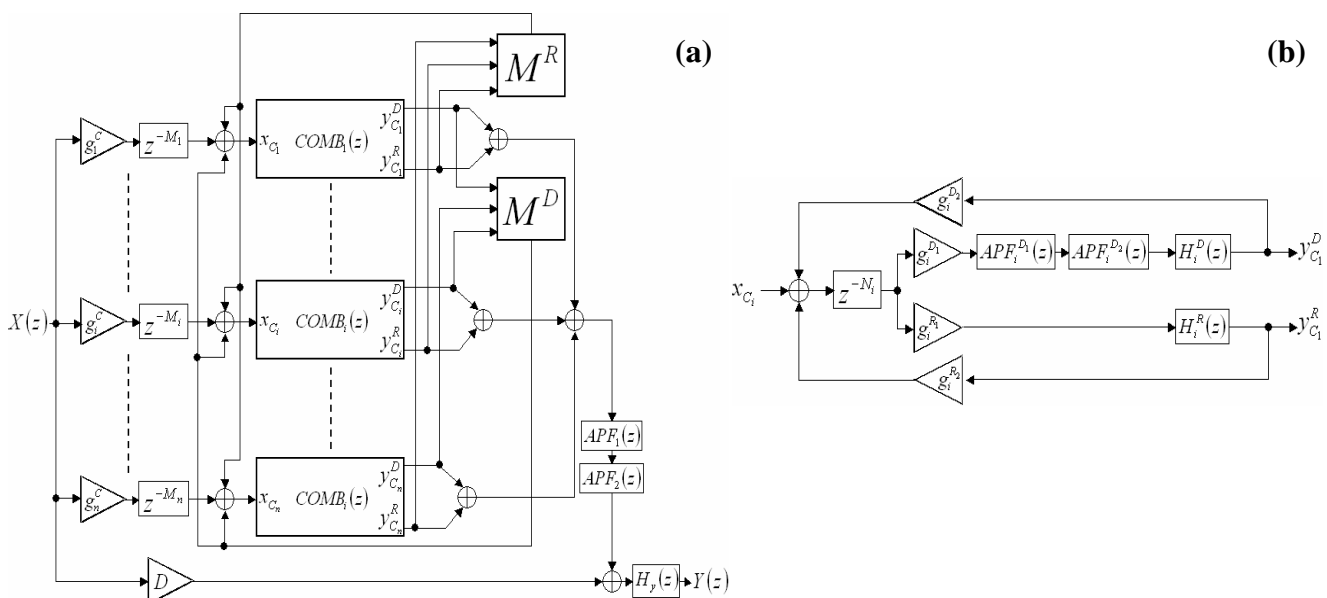 (a)
M^R
g_1^C
z^{-M_1}
x_{C_1}
COMB_1(z)
y_{C_1}^D
y_{C_1}^R
M^D
X(z)
g_i^C
z^{-M_i}
x_{C_i}
COMB_i(z)
y_{C_i}^D
y_{C_i}^R
APF_1(z)
APF_2(z)
g_n^C
z^{-M_n}
x_{C_n}
COMB_i(z)
y_{C_n}^D
y_{C_n}^R
D
H_y(z)
Y(z)
(b)
g_i^{D_2}
g_i^{D_1}
APF_i^{D_1}(z)
APF_i^{D_2}(z)
H_i^D(z)
y_{C_1}^D
x_{C_i}
z^{-N_i}
g_i^{R_1}
H_i^R(z)
y_{C_1}^R
g_i^{R_2}